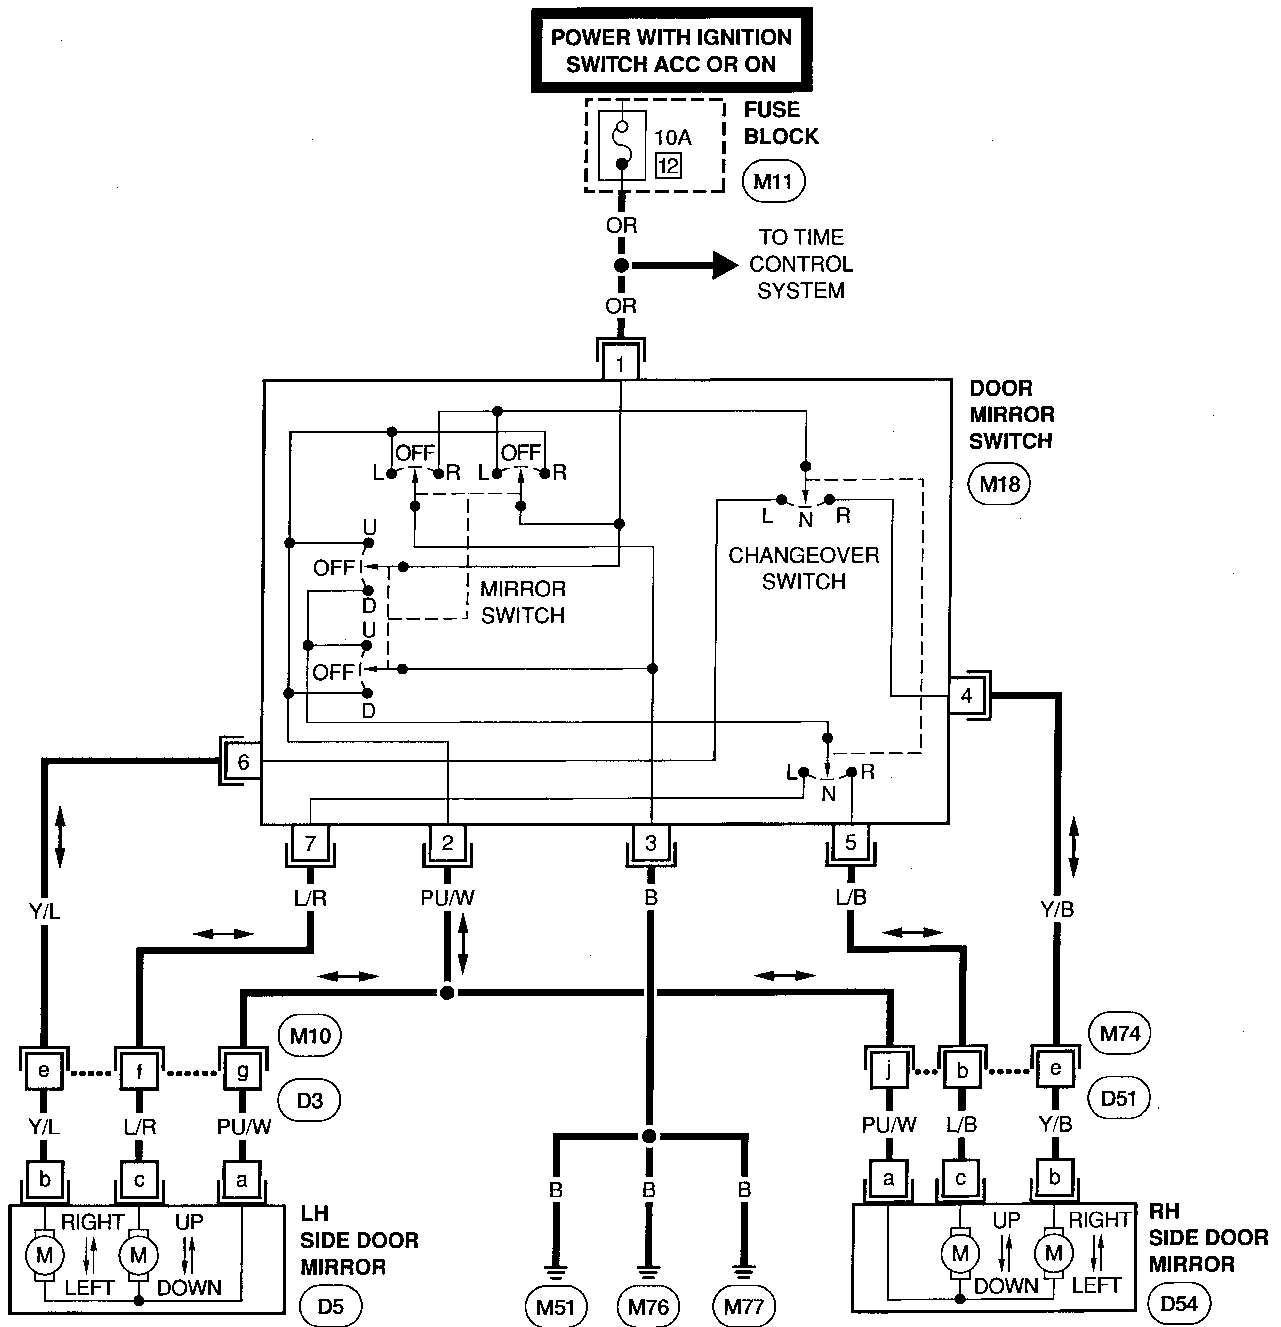 POWER WITH IGNITION
SWITCH ACC OR ON
FUSE
BLOCK
10A
12
M11
OR
TO TIME
CONTROL
SYSTEM
OR
1
DOOR
MIRROR
SWITCH
M18
OFF OFF
L R L R
L N R
CHANGEOVER
SWITCH
U
OFF
D
MIRROR
SWITCH
U
OFF
D
4
6
L R
N
7 2 3 5
L/R PU/W B L/B
Y/L Y/B
M10 M74
e f g j b e
D3 D51
Y/L L/R PU/W PU/W L/B Y/B
b c a a c b
B B B
LH
SIDE DOOR
MIRROR
D5
M RIGHT LEFT
M UP DOWN
M51 M76 M77
M UP DOWN
M RIGHT LEFT
RH
SIDE DOOR
MIRROR
D54